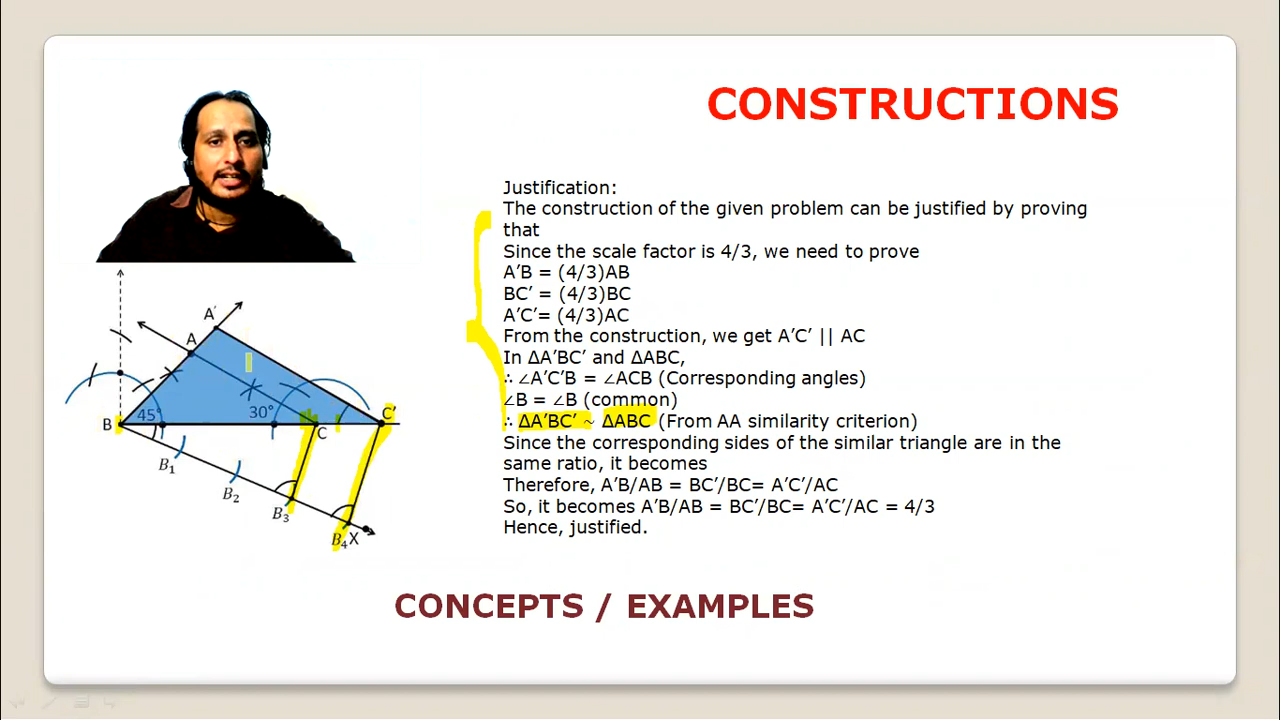 CONSTRUCTIONS
Justification:
The construction of the given problem can be justified by proving
that
Since the scale factor is 4/3, we need to prove
A’B = (4/3)AB
BC’ = (4/3)BC
A’C’= (4/3)AC
From the construction, we get A’C’ || AC
In ΔA’BC’ and ΔABC,
∴ ∠A’C’B = ∠ACB (Corresponding angles)
∠B = ∠B (common)
∴ ΔA’BC’ ~ ΔABC (From AA similarity criterion)
Since the corresponding sides of the similar triangle are in the
same ratio, it becomes
Therefore, A’B/AB = BC’/BC= A’C’/AC
So, it becomes A’B/AB = BC’/BC= A’C’/AC = 4/3
Hence, justified.
A'
A
B
45°
30°
C
C'
B₁
B₂
B₃
B₄X
CONCEPTS / EXAMPLES